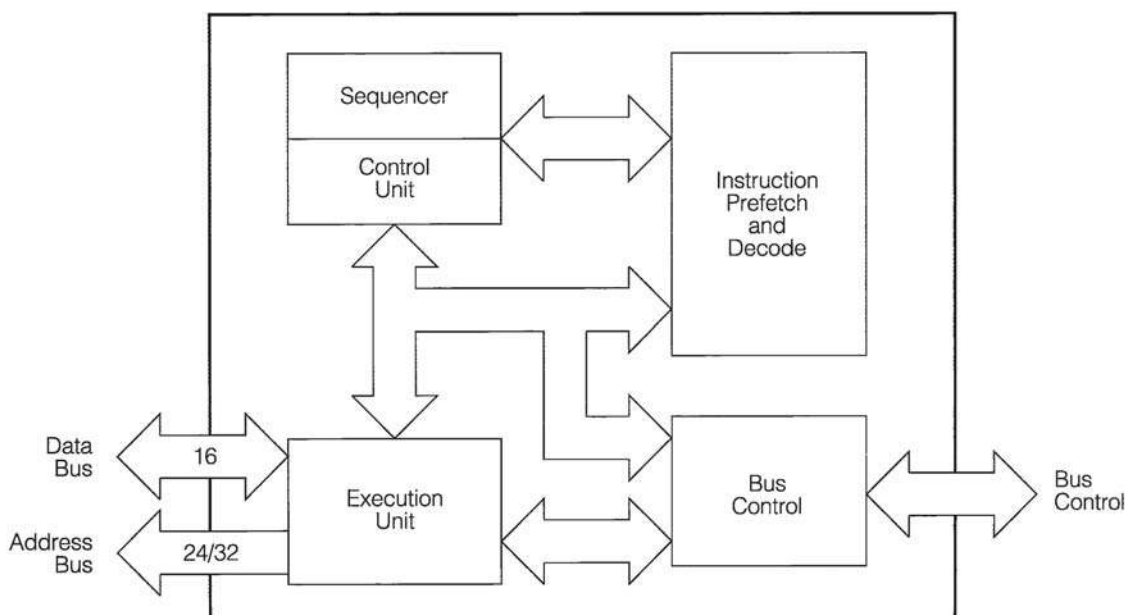 Sequencer
Control
Unit
Instruction
Prefetch
and
Decode
Data
Bus
16
Execution
Unit
Bus
Control
Bus
Control
Address
Bus
24/32